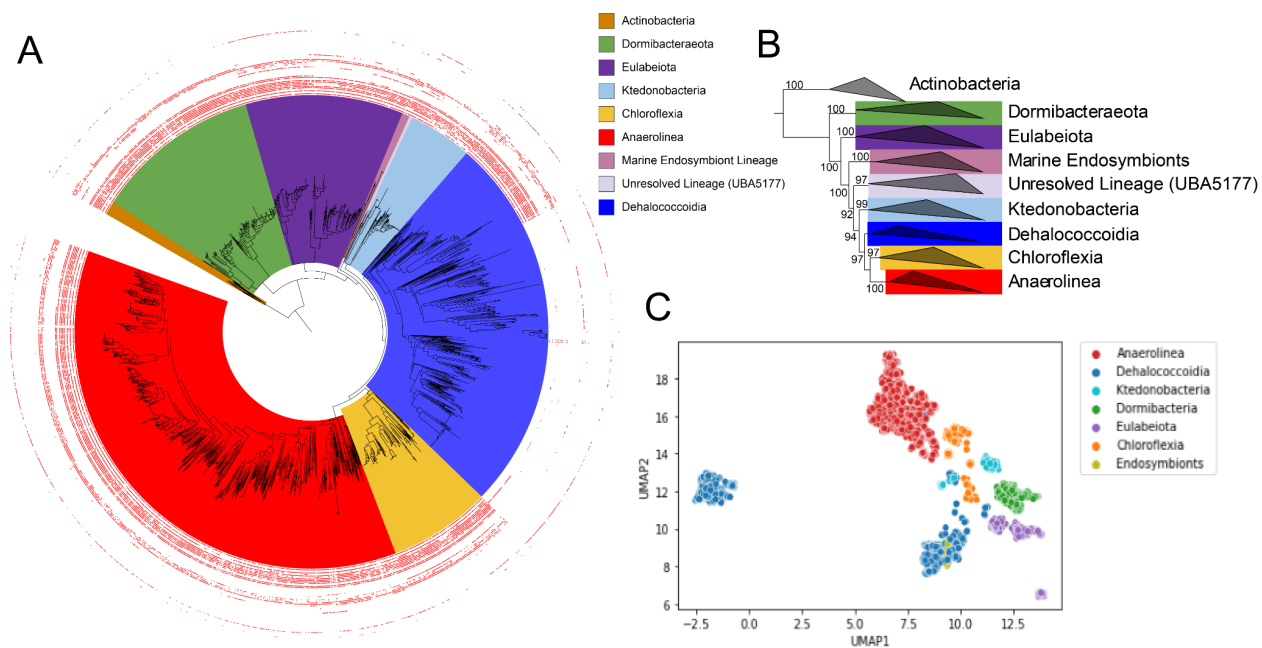 A
Actinobacteria
Dormibacteraeota
Eulabeiota
Ktedonobacteria
Chloroflexia
Anaerolinea
Marine Endosymbiont Lineage
Unresolved Lineage (UBA5177)
Dehalococcoidia
B
100
Actinobacteria
100
Dormibacteraeota
100
Eulabeiota
100
100
Marine Endosymbionts
97
Unresolved Lineage (UBA5177)
100
99
Ktedonobacteria
92
94
Dehalococcoidia
97
97
Chloroflexia
100
Anaerolinea
C
18
16
14
12
10
8
6
UMAP2
−2.5 0.0 2.5 5.0 7.5 10.0 12.5
UMAP1
Anaerolinea
Dehalococcoidia
Ktedonobacteria
Dormibacteria
Eulabeiota
Chloroflexia
Endosymbionts